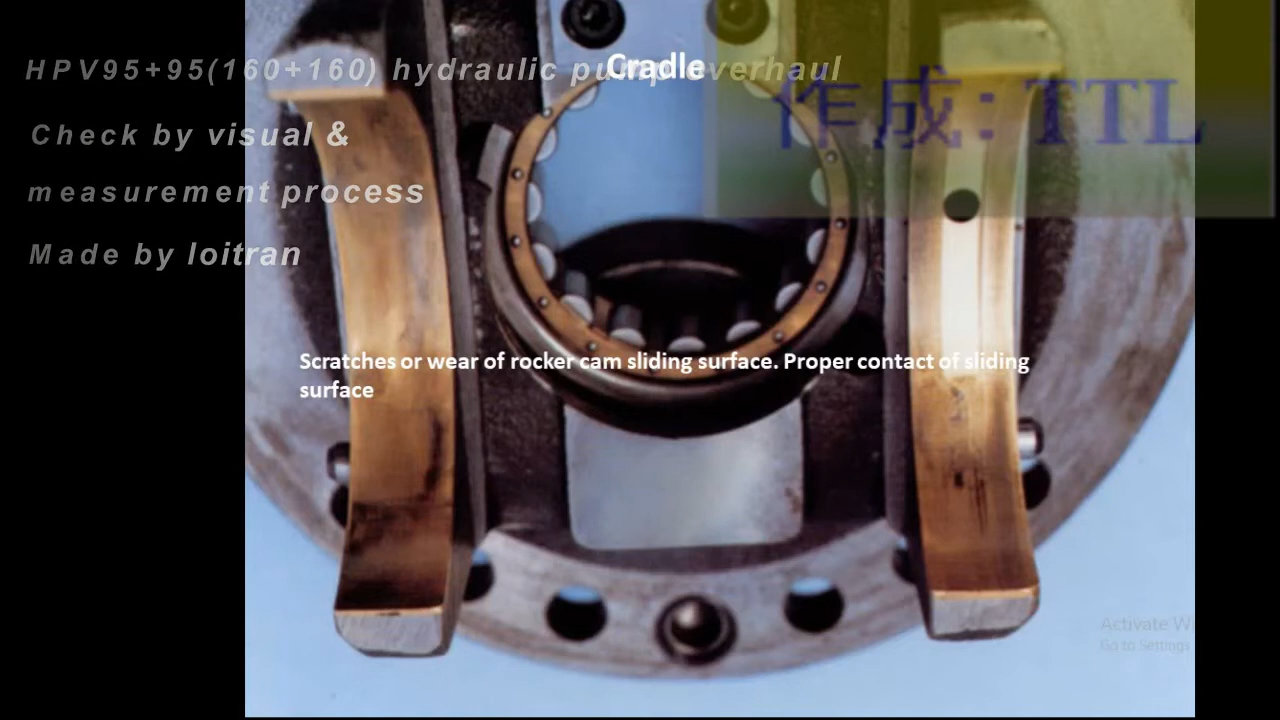 HPV95+95(160+160) hydraulic pump overhaul
Cradle
作成: TTL
Check by visual &
measurement process
Made by loitran
Scratches or wear of rocker cam sliding surface. Proper contact of sliding
surface
Activate Wi
Go to Settings